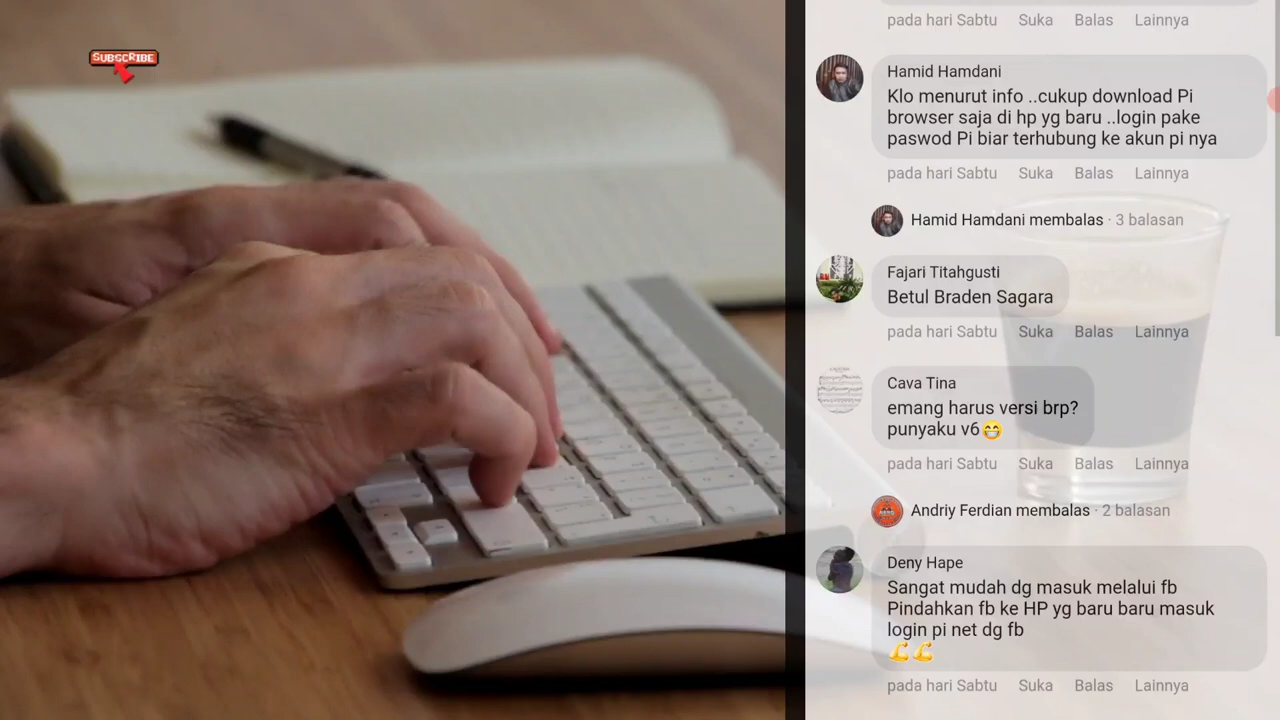 SUBSCRIBE
pada hari Sabtu Suka Balas Lainnya
Hamid Hamdani
Klo menurut info ..cukup download Pi
browser saja di hp yg baru ..login pake
paswod Pi biar terhubung ke akun pi nya
pada hari Sabtu Suka Balas Lainnya
Hamid Hamdani membalas · 3 balasan
Fajari Titahgusti
Betul Braden Sagara
pada hari Sabtu Suka Balas Lainnya
Cava Tina
emang harus versi brp?
punyaku v6😁
pada hari Sabtu Suka Balas Lainnya
Andriy Ferdian membalas · 2 balasan
Deny Hape
Sangat mudah dg masuk melalui fb
Pindahkan fb ke HP yg baru baru masuk
login pi net dg fb
💪💪
pada hari Sabtu Suka Balas Lainnya